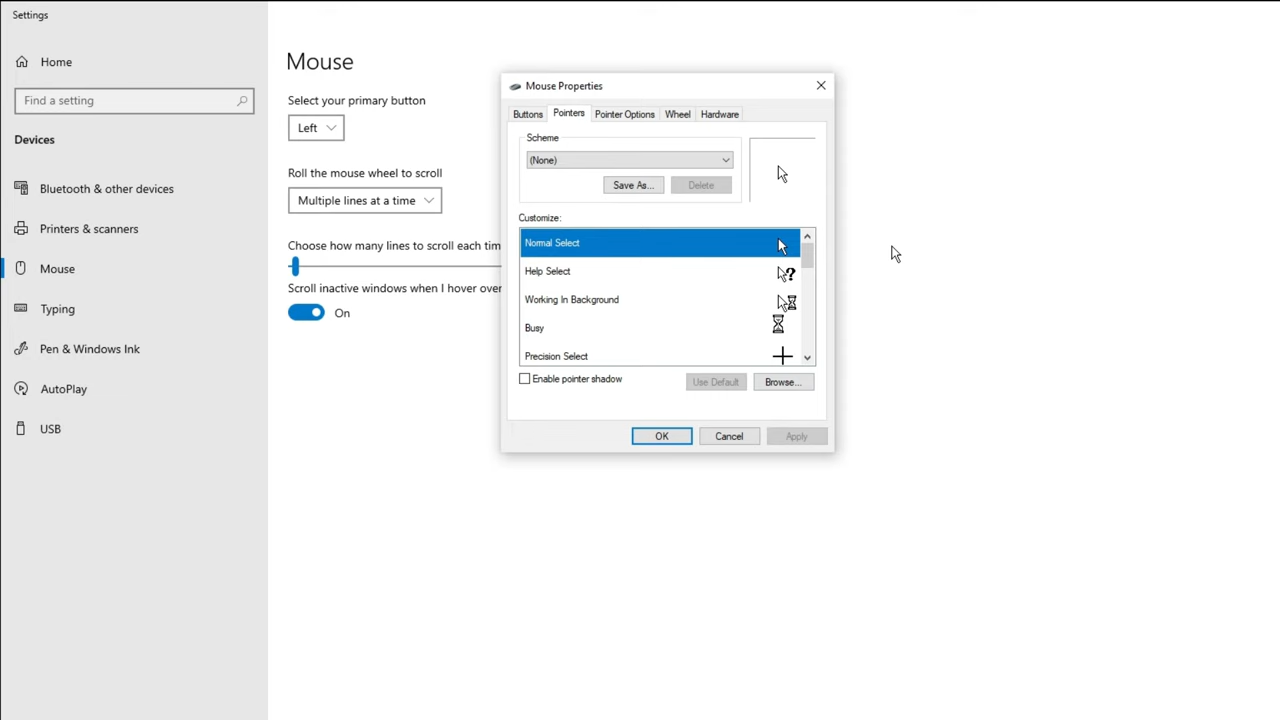 Settings
Home
Find a setting
Devices
Bluetooth & other devices
Printers & scanners
Mouse
Typing
Pen & Windows Ink
AutoPlay
USB
Mouse
Select your primary button
Left
Roll the mouse wheel to scroll
Multiple lines at a time
Choose how many lines to scroll each tim
Scroll inactive windows when I hover over
On
Mouse Properties
Buttons Pointers Pointer Options Wheel Hardware
Scheme
(None)
Save As... Delete
Customize:
Normal Select
Help Select
Working In Background
Busy
Precision Select
Enable pointer shadow
Use Default Browse...
OK Cancel Apply